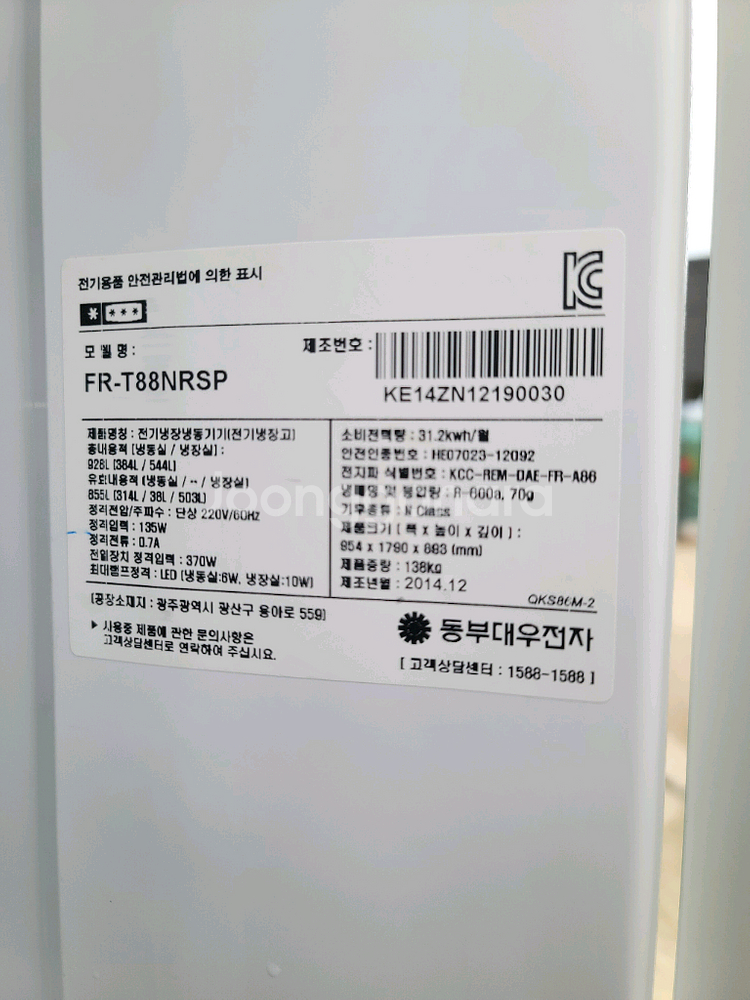 전기용품 안전관리법에 의한 표시
* ***
모 델 명 :
FR-T88NRSP
제조번호 :
KE14ZN12190030
제품명칭 : 전기냉장냉동기기(전기냉장고)
총내용적 [냉동실 / 냉장실] :
928L (384L / 544L)
유효내용적 (냉동실 / -- / 냉장실)
855L (314L / 38L / 503L)
정격전압/주파수 : 단상 220V/60Hz
정격입력 : 135W
정격전류 : 0.7A
전열장치 정격입력 : 370W
최대램프정격 : LED (냉동실:6W, 냉장실:10W)
소비전력량 : 31.2kwh/월
안전인증번호 : HE07023-12092
전자파 식별번호 : KCC-REM-DAE-FR-A86
냉매명 및 봉입량 : R-600a, 70g
기후종류 : N Class
제품크기 [ 폭 x 높이 x 깊이 ] :
954 x 1790 x 893 (mm)
제품중량 : 138kg
제조년월 : 2014.12
QKS86M-2
(공장소재지 : 광주광역시 광산구 용아로 559)
▶ 사용중 제품에 관한 문의사항은
고객상담센터로 연락하여 주십시요.
동부대우전자
[ 고객상담센터 : 1588-1588 ]
joongonara